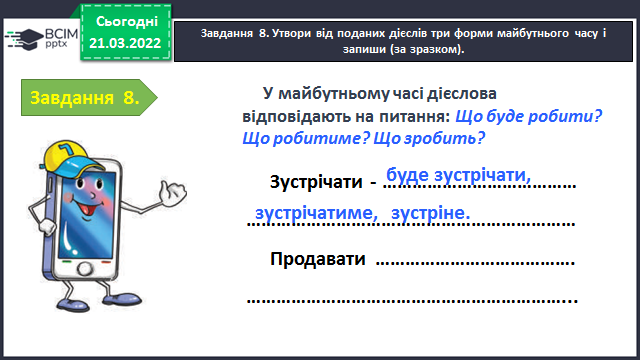 ВСІМ
pptx
Сьогодні
21.03.2022
Завдання 8. Утвори від поданих дієслів три форми майбутнього часу і
запиши (за зразком).
Завдання 8.
У майбутньому часі дієслова
відповідають на питання: Що буде робити?
Що робитиме? Що зробить?
Зустрічати - буде зустрічати,
зустрічатиме, зустріне.
Продавати ………………………………….
…………………………………………………………...